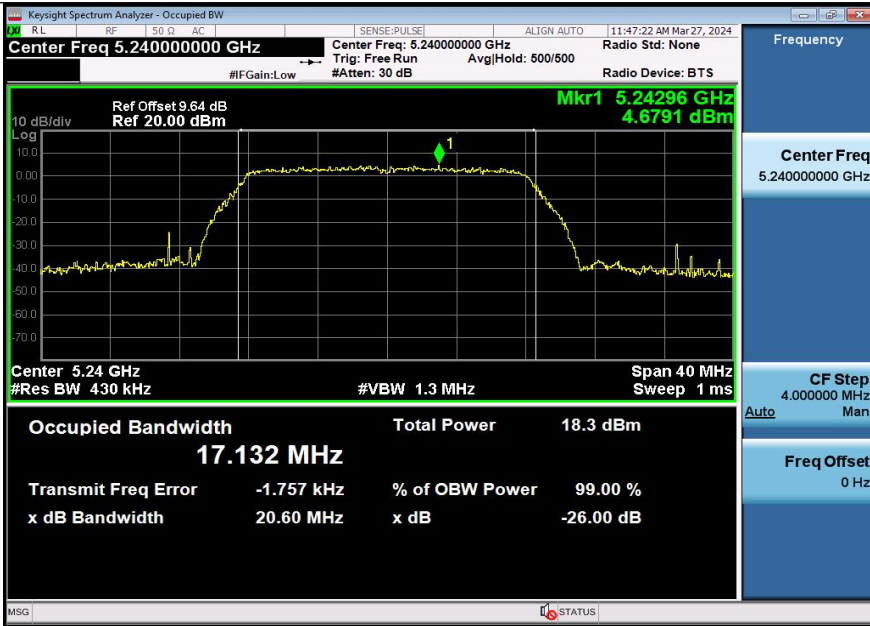 Keysight Spectrum Analyzer - Occupied BW
LXI RL RF 50 Ω AC SENSE:PULSE ALIGN AUTO 11:47:22 AM Mar 27, 2024
Center Freq 5.240000000 GHz
Center Freq: 5.240000000 GHz Radio Std: None
Trig: Free Run Avg|Hold: 500/500
#IFGain:Low #Atten: 30 dB Radio Device: BTS
Frequency
Ref Offset 9.64 dB Mkr1 5.24296 GHz
10 dB/div Ref 20.00 dBm 4.6791 dBm
Log
1
10.0
0.00
-10.0
-20.0
-30.0
-40.0
-50.0
-60.0
-70.0
Center 5.24 GHz Span 40 MHz
#Res BW 430 kHz #VBW 1.3 MHz Sweep 1 ms
Occupied Bandwidth Total Power 18.3 dBm
17.132 MHz
Transmit Freq Error -1.757 kHz % of OBW Power 99.00 %
x dB Bandwidth 20.60 MHz x dB -26.00 dB
Center Freq
5.240000000 GHz
CF Step
4.000000 MHz
Auto Man
Freq Offset
0 Hz
MSG STATUS